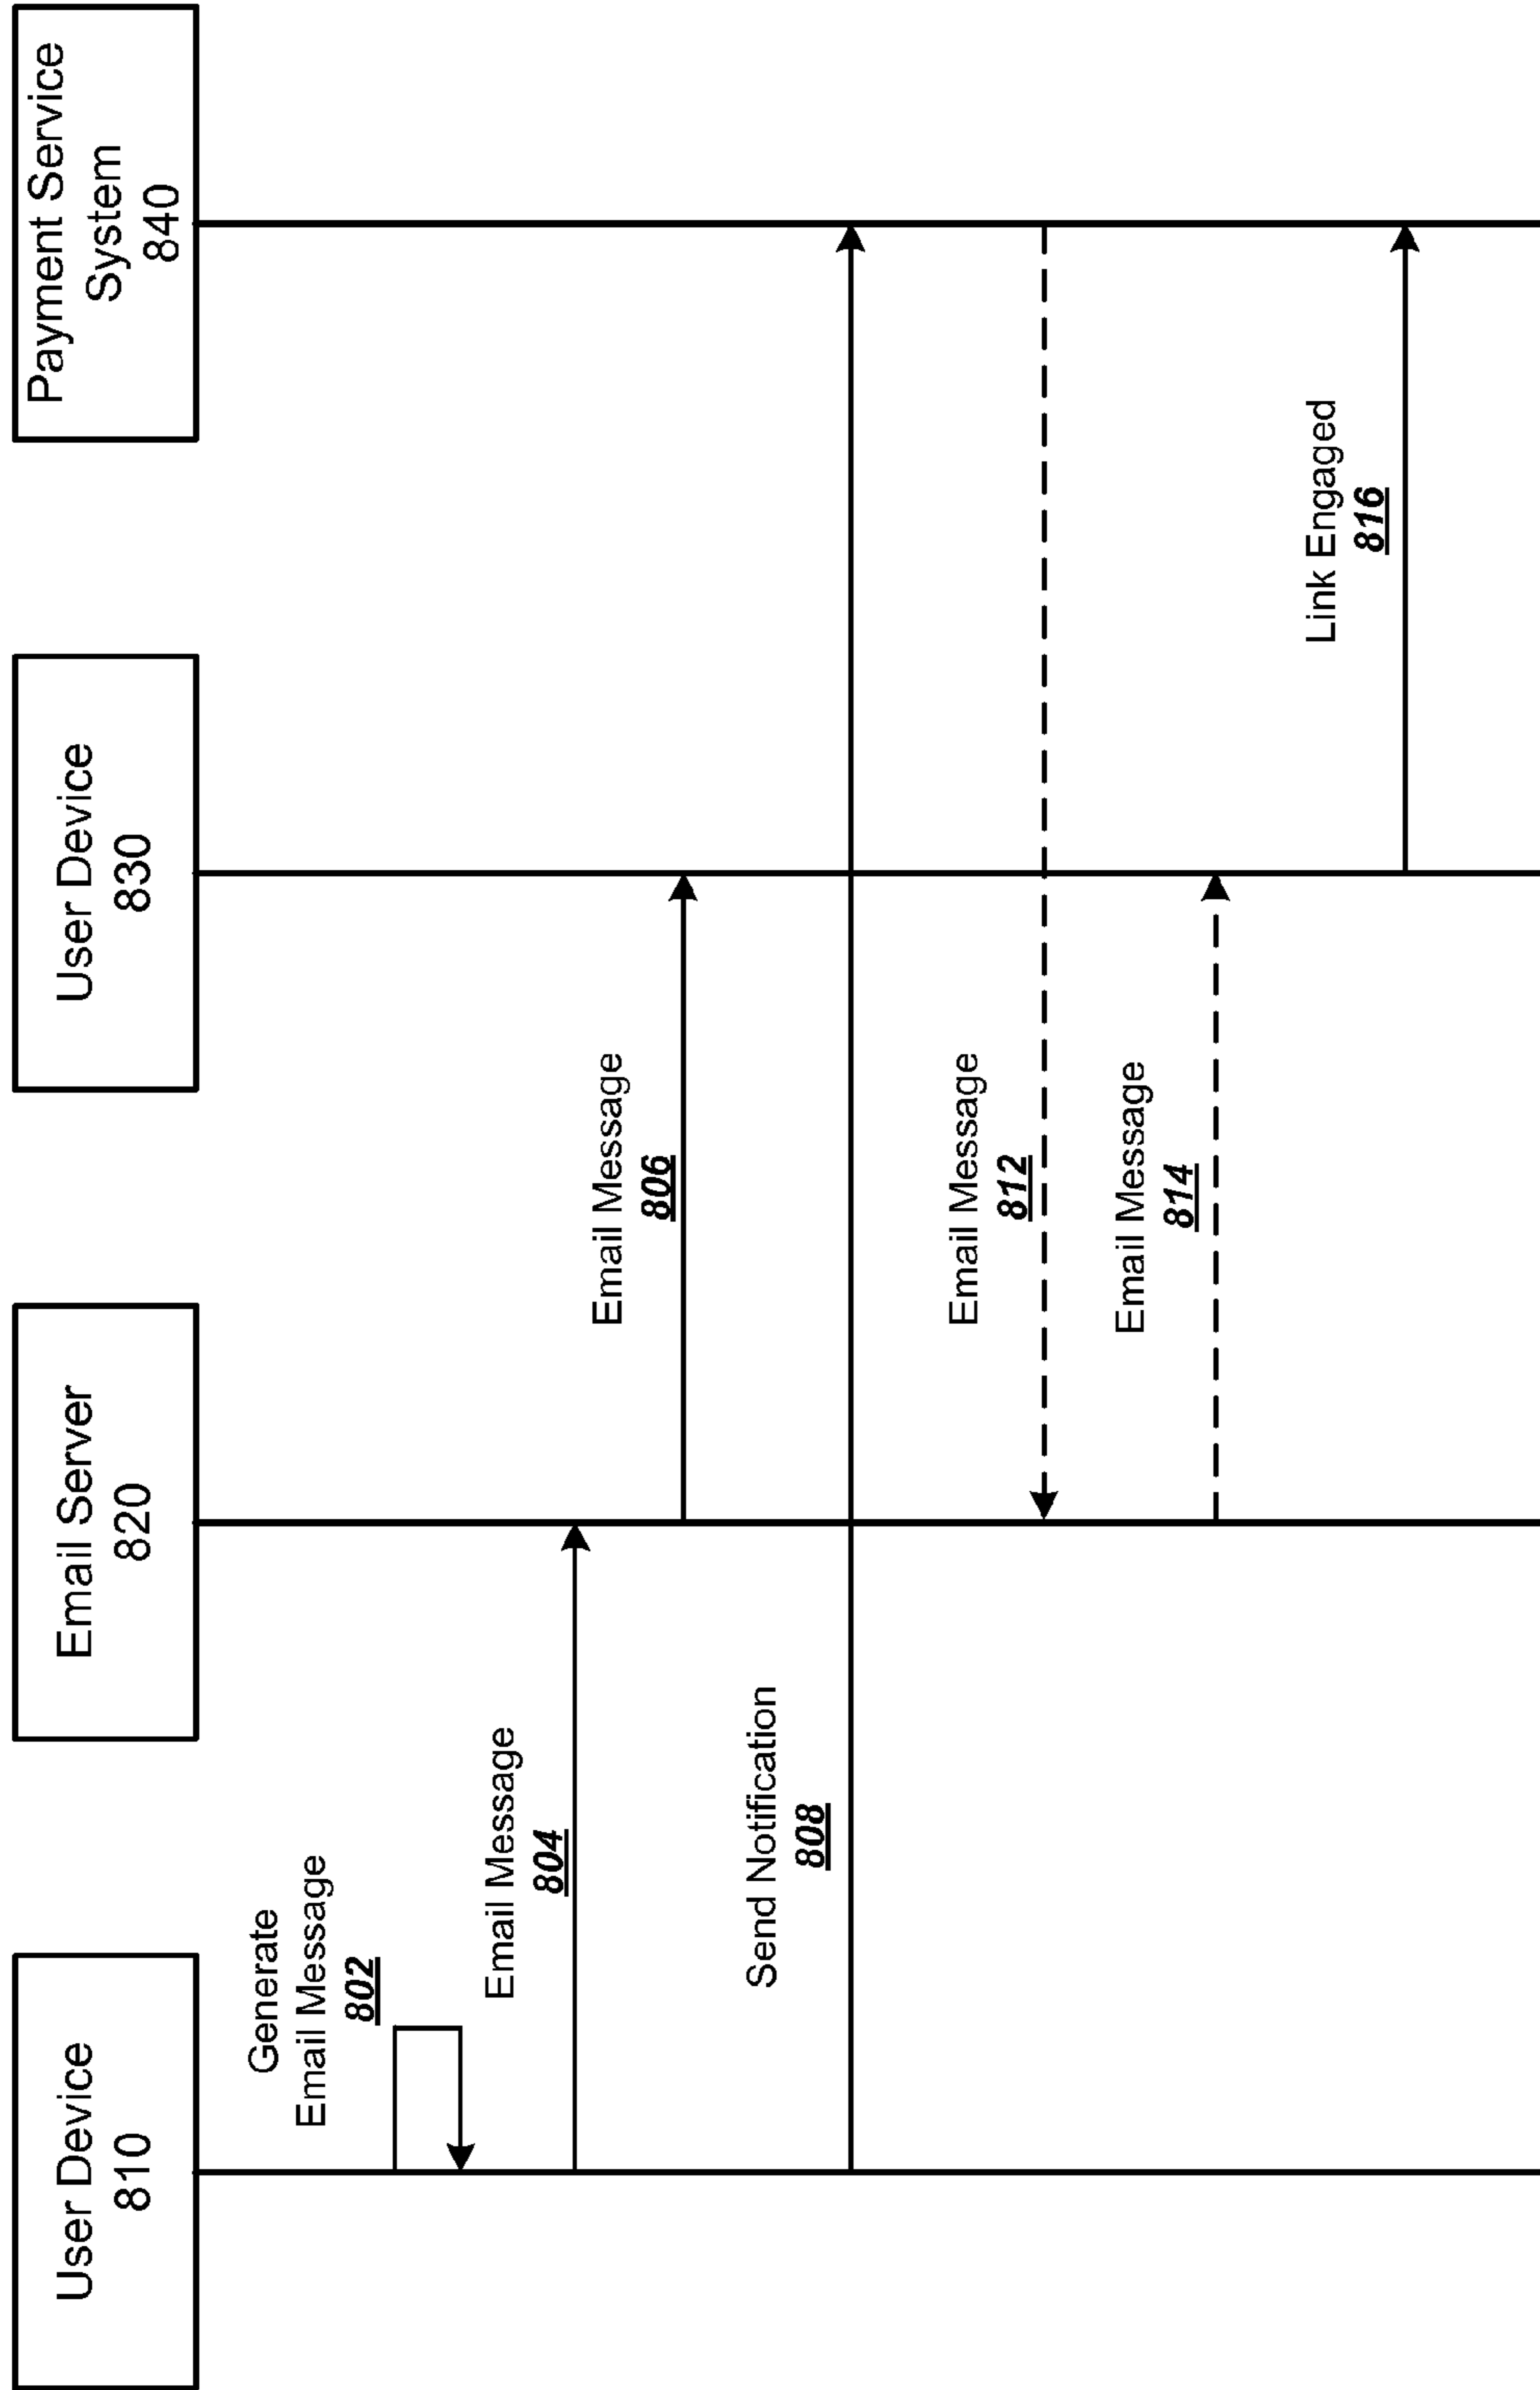 User Device
810
Email Server
820
User Device
830
Payment Service
System
840
Generate
Email Message
802
Email Message
804
Email Message
806
Send Notification
808
Email Message
812
Email Message
814
Link Engaged
816